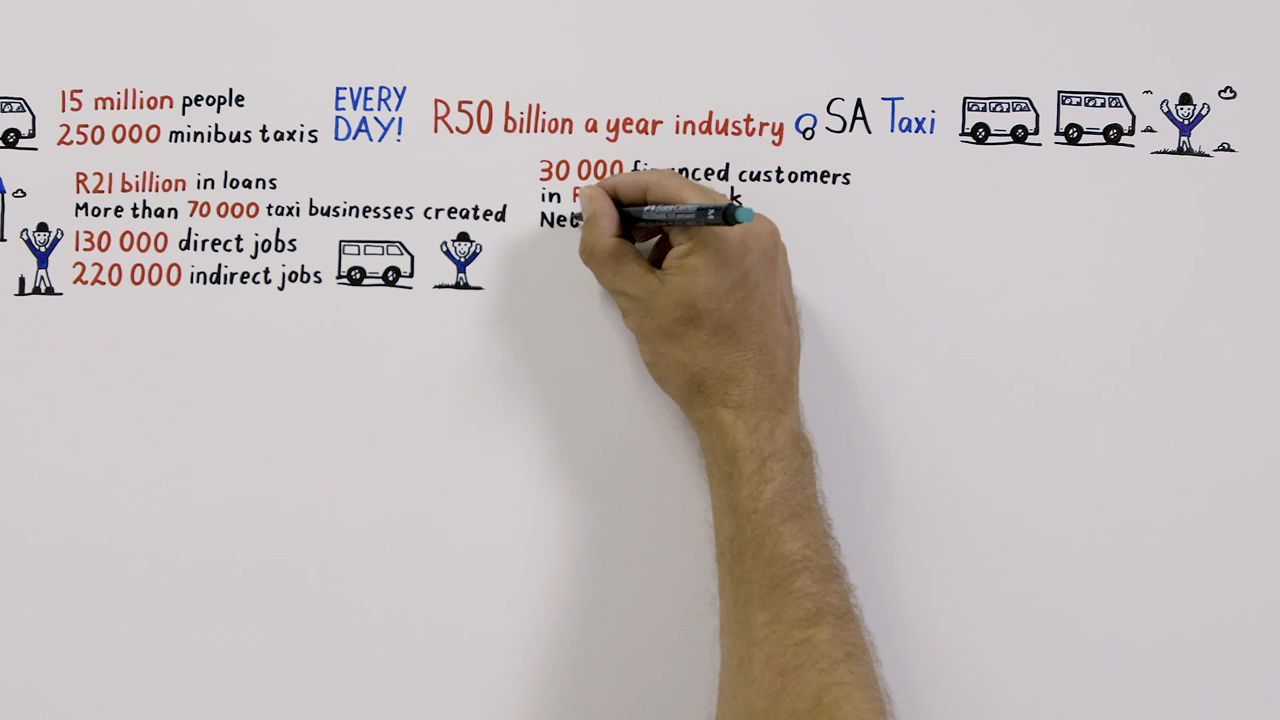 15 million people
250 000 minibus taxis
EVERY
DAY!
R50 billion a year industry
SA Taxi
R21 billion in loans
More than 70 000 taxi businesses created
130 000 direct jobs
220 000 indirect jobs
30 000 financed customers
in
Net